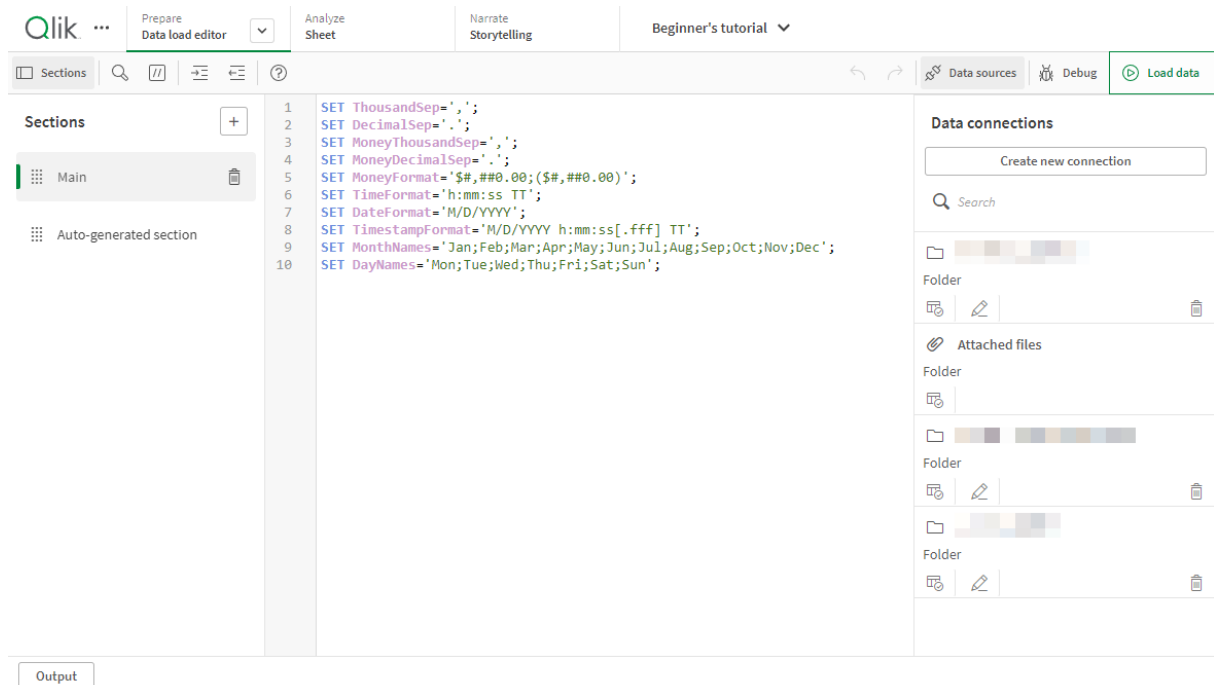 Qlik
Prepare
Data load editor
Analyze
Sheet
Narrate
Storytelling
Beginner's tutorial
Sections
Data sources
Debug
Load data
Sections
Main
Auto-generated section
1 SET ThousandSep=',';
2 SET DecimalSep='.';
3 SET MoneyThousandSep=',';
4 SET MoneyDecimalSep='.';
5 SET MoneyFormat='$#,##0.00;($#,##0.00)';
6 SET TimeFormat='h:mm:ss TT';
7 SET DateFormat='M/D/YYYY';
8 SET TimestampFormat='M/D/YYYY h:mm:ss[.fff] TT';
9 SET MonthNames='Jan;Feb;Mar;Apr;May;Jun;Jul;Aug;Sep;Oct;Nov;Dec';
10 SET DayNames='Mon;Tue;Wed;Thu;Fri;Sat;Sun';
Data connections
Create new connection
Search
Folder
Attached files
Folder
Folder
Folder
Output